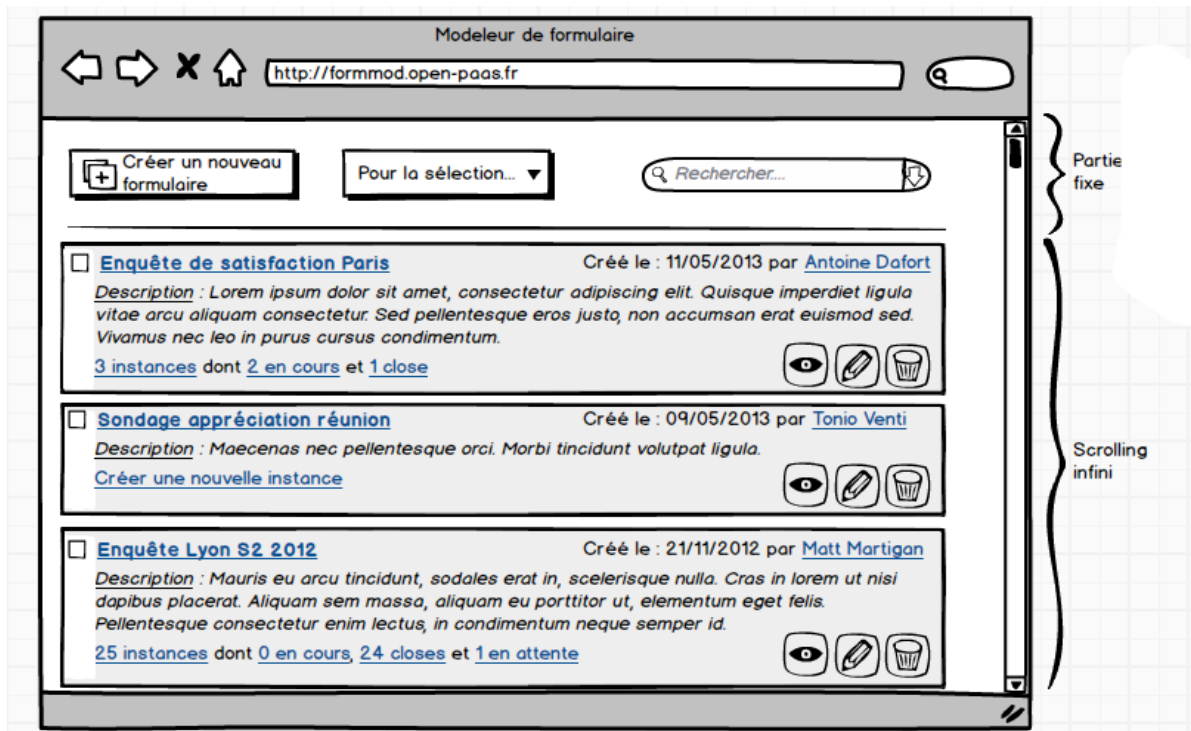 Modeleur de formulaire
http://formmod.open-paas.fr
Créer un nouveau
formulaire
Pour la sélection...
Rechercher....
Partie
fixe
Enquête de satisfaction Paris
Créé le : 11/05/2013 par Antoine Dafort
Description : Lorem ipsum dolor sit amet, consectetur adipiscing elit. Quisque imperdiet ligula
vitae arcu aliquam consectetur. Sed pellentesque eros justo, non accumsan erat euismod sed.
Vivamus nec leo in purus cursus condimentum.
3 instances dont 2 en cours et 1 close
Sondage appréciation réunion
Créé le : 09/05/2013 par Tonio Venti
Description : Maecenas nec pellentesque orci. Morbi tincidunt volutpat ligula.
Créer une nouvelle instance
Scrolling
infini
Enquête Lyon S2 2012
Créé le : 21/11/2012 par Matt Martigan
Description : Mauris eu arcu tincidunt, sodales erat in, scelerisque nulla. Cras in lorem ut nisi
dapibus placerat. Aliquam sem massa, aliquam eu porttitor ut, elementum eget felis.
Pellentesque consectetur enim lectus, in condimentum neque semper id.
25 instances dont 0 en cours, 24 closes et 1 en attente